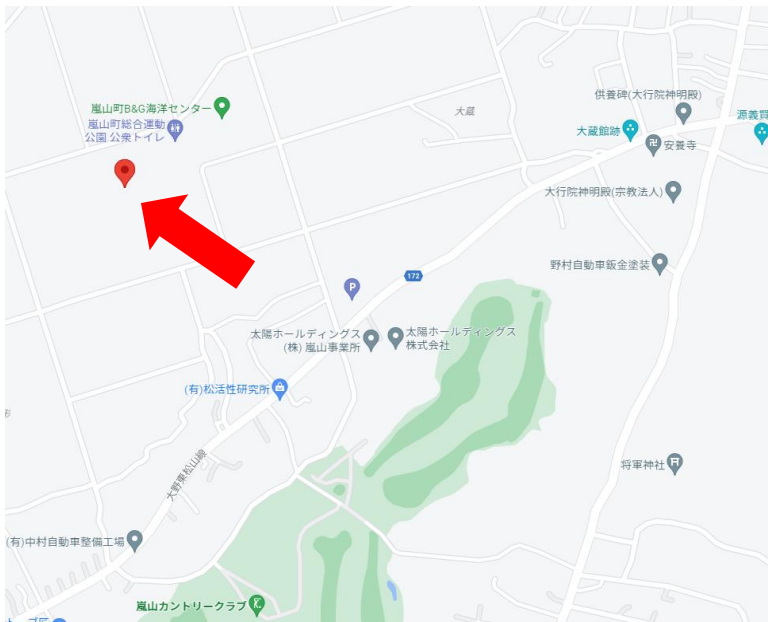 嵐山町B&G海洋センター
嵐山町総合運動
公園 公衆トイレ
大蔵
供養碑(大行院神明殿)
大蔵館跡
源義賢
安養寺
大行院神明殿(宗教法人)
野村自動車鈑金塗装
172
P
太陽ホールディングス
(株) 嵐山事業所
太陽ホールディングス
株式会社
(有)松活性研究所
大野東松山線
将軍神社
(有)中村自動車整備工場
嵐山カントリークラブ